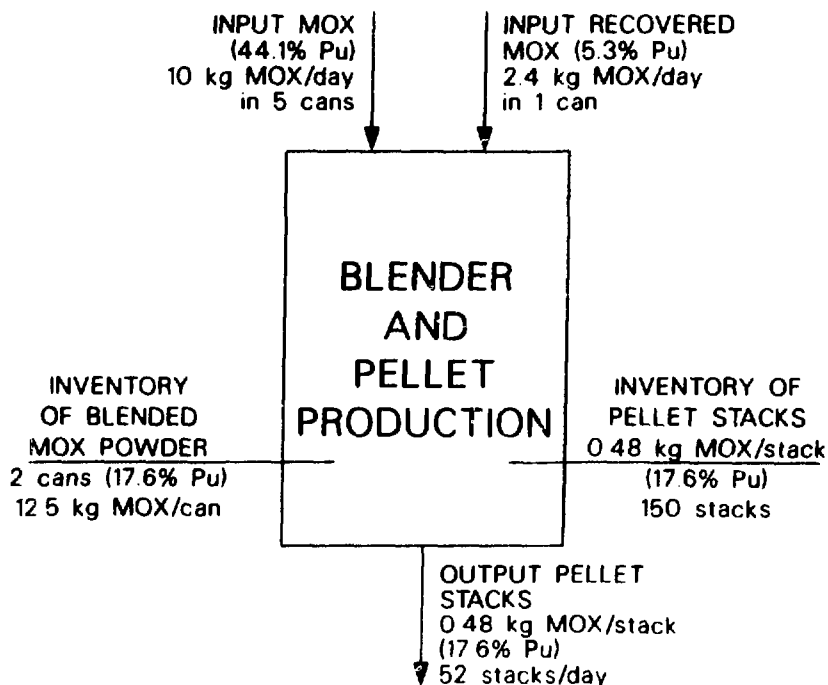 INPUT MOX
(44.1% Pu)
10 kg MOX/day
in 5 cans
INPUT RECOVERED
MOX (5.3% Pu)
2.4 kg MOX/day
in 1 can
BLENDER
AND
PELLET
PRODUCTION
INVENTORY
OF BLENDED
MOX POWDER
2 cans (17.6% Pu)
12 5 kg MOX/can
INVENTORY OF
PELLET STACKS
0 48 kg MOX/stack
(17.6% Pu)
150 stacks
OUTPUT PELLET
STACKS
0 48 kg MOX/stack
(17 6% Pu)
52 stacks/day